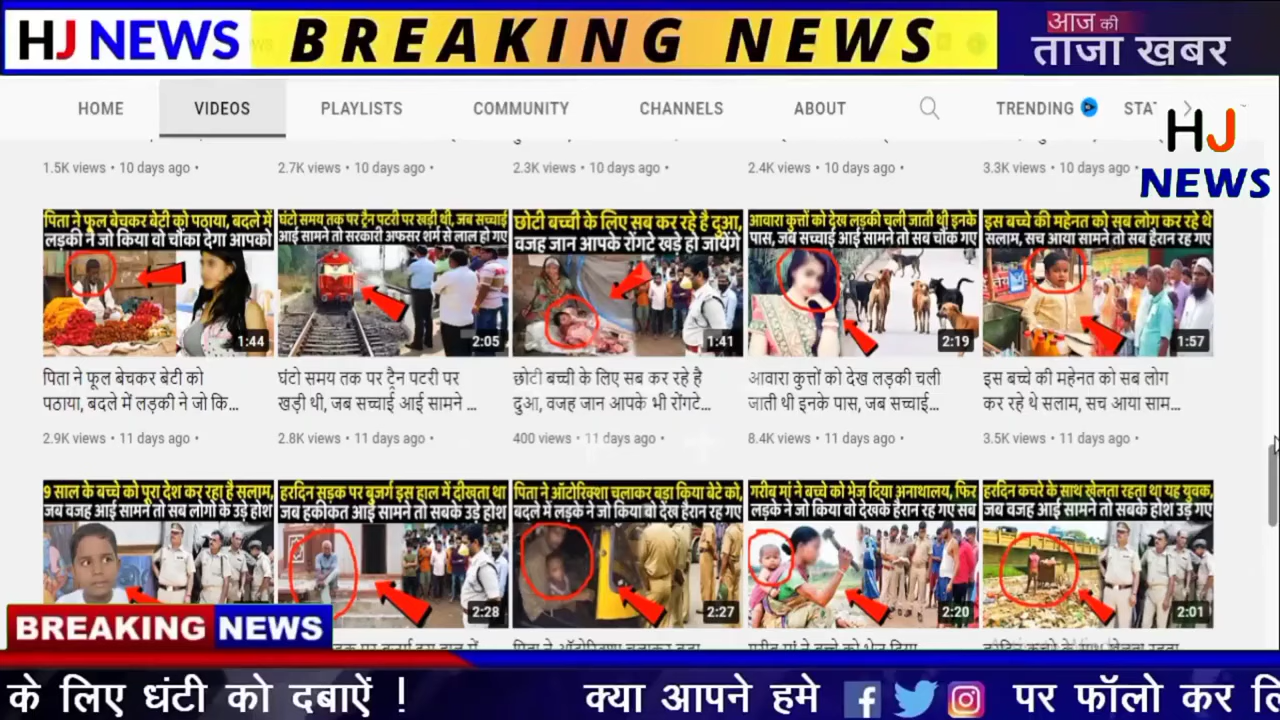 HJ NEWS
BREAKING NEWS
आज की
ताजा खबर
HOME VIDEOS PLAYLISTS COMMUNITY CHANNELS ABOUT TRENDING
HJ
NEWS
1.5K views • 10 days ago •
2.7K views • 10 days ago •
2.3K views • 10 days ago •
2.4K views • 10 days ago •
3.3K views • 10 days ago •
पिता ने फूल बेचकर बेटी को पठाया, बदले में
लड़की ने जो किया वो चौंका देगा आपको
1:44
घंटो समय तक पर ट्रैन पटरी पर खड़ी थी, जब सच्चाई
आई सामने तो सरकारी अफसर शर्म से लाल हो गए
2:05
छोटी बच्ची के लिए सब कर रहे है दुआ,
वजह जान आपके रोंगटे खड़े हो जायेंगे
1:41
आवारा कुत्तों को देख लड़की चली जाती थी इनके
पास, जब सच्चाई आई सामने तो सब चौंक गए
2:19
इस बच्चे की मेहनत को सब लोग कर रहे थे
सलाम, सच आया सामने तो सब हैरान रह गए
1:57
पिता ने फूल बेचकर बेटी को
पठाया, बदले में लड़की ने जो कि...
घंटो समय तक पर ट्रैन पटरी पर
खड़ी थी, जब सच्चाई आई सामने ...
छोटी बच्ची के लिए सब कर रहे है
दुआ, वजह जान आपके भी रोंगटे...
आवारा कुत्तों को देख लड़की चली
जाती थी इनके पास, जब सच्चाई...
इस बच्चे की मेहनत को सब लोग
कर रहे थे सलाम, सच आया साम...
2.9K views • 11 days ago •
2.8K views • 11 days ago •
400 views • 11 days ago •
8.4K views • 11 days ago •
3.5K views • 11 days ago •
9 साल के बच्चे को पूरा देश कर रहा है सलाम,
जब वजह आई सामने तो सब लोगो के उड़े होश
हरदिन सड़क पर बुजर्ग इस हाल में दीखता था
जब हकीकत आई सामने तो सबके उड़े होश
2:28
पिता ने ऑटोरिक्शा चलाकर बड़ा किया बेटे को,
बदले में लड़के ने जो किया वो देख हैरान रह गए
2:27
गरीब मां ने बच्चे को भेज दिया अनाथालय, फिर
लड़के ने जो किया वो देखके हैरान रह गए सब
2:20
हरदिन कचरे के साथ खेलता रहता था यह युवक,
जब वजह आई सामने तो सबके होश उड़ गए
2:01
BREAKING NEWS
के लिए घंटी को दबाऐं ! क्या आपने हमे पर फॉलो कर